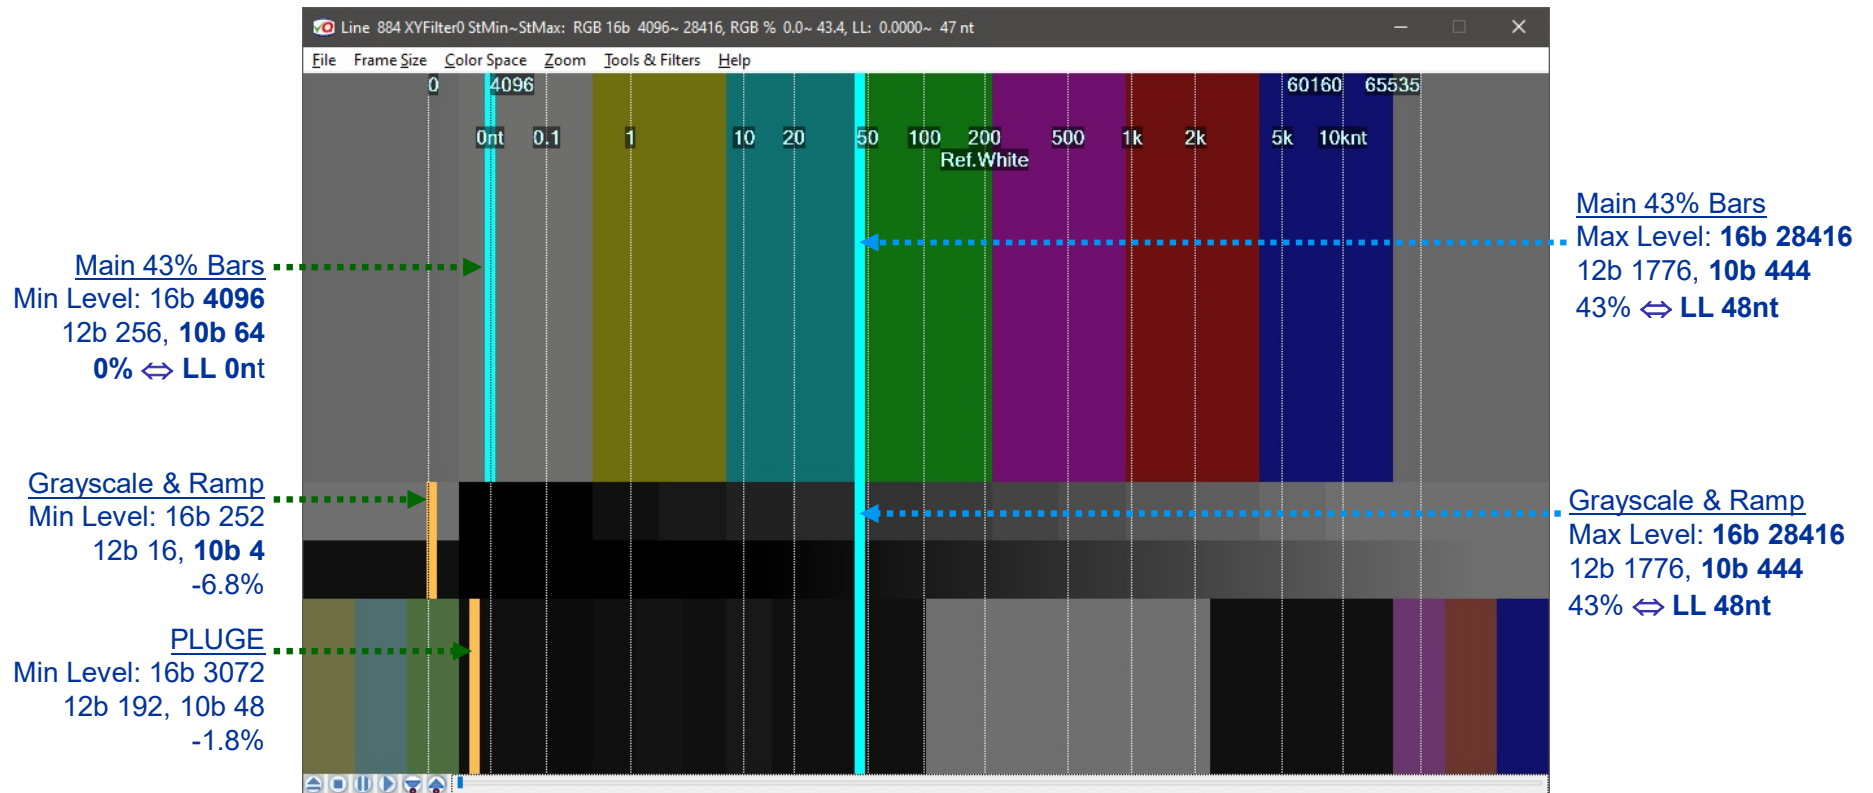 Line 884 XYFilter0 StMin~StMax: RGB 16b 4096~ 28416, RGB % 0.0~ 43.4, LL: 0.0000~ 47 nt
File Frame Size Color Space Zoom Tools & Filters Help
0 4096 60160 65535
0nt 0.1 1 10 20 50 100 200 500 1k 2k 5k 10knt
Ref.White
Main 43% Bars
Min Level: 16b 4096
12b 256, 10b 64
0% ⇔ LL 0nt
Main 43% Bars
Max Level: 16b 28416
12b 1776, 10b 444
43% ⇔ LL 48nt
Grayscale & Ramp
Min Level: 16b 252
12b 16, 10b 4
-6.8%
Grayscale & Ramp
Max Level: 16b 28416
12b 1776, 10b 444
43% ⇔ LL 48nt
PLUGE
Min Level: 16b 3072
12b 192, 10b 48
-1.8%